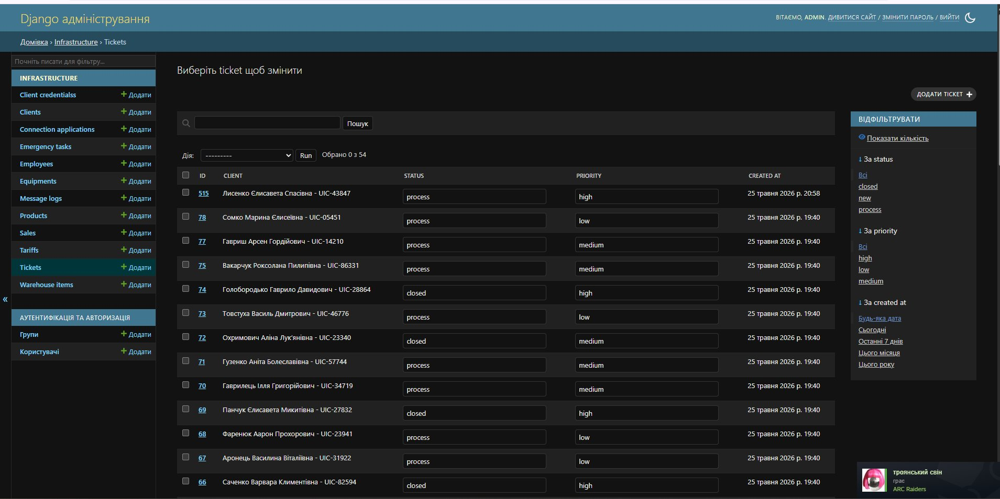 Django адміністрування
ВІТАЄМО, ADMIN. ДИВИТИСЯ САЙТ / ЗМІНИТИ ПАРОЛЬ / ВИЙТИ
Домівка › Infrastructure › Tickets
Почніть писати для фільтру...
INFRASTRUCTURE
Client credentialss + Додати
Clients + Додати
Connection applications + Додати
Emergency tasks + Додати
Employees + Додати
Equipments + Додати
Message logs + Додати
Products + Додати
Sales + Додати
Tariffs + Додати
Tickets + Додати
Warehouse items + Додати
«
АУТЕНТИФІКАЦІЯ ТА АВТОРИЗАЦІЯ
Групи + Додати
Користувачі + Додати
Виберіть ticket щоб змінити
ДОДАТИ TICKET +
Пошук
Дія: --------- Run Обрано 0 з 54
ID CLIENT STATUS PRIORITY CREATED AT
515 Лисенко Єлисавета Спасівна - UIC-43847 process high 25 травня 2026 р. 20:58
78 Сомко Марина Єлисеївна - UIC-05451 process low 25 травня 2026 р. 19:40
77 Гавриш Арсен Гордійович - UIC-14210 process medium 25 травня 2026 р. 19:40
75 Вакарчук Роксолана Пилипівна - UIC-86331 process medium 25 травня 2026 р. 19:40
74 Голобородько Гаврило Давидович - UIC-28864 closed high 25 травня 2026 р. 19:40
73 Товстуха Василь Дмитрович - UIC-46776 process low 25 травня 2026 р. 19:40
72 Охримович Аліна Лук'янівна - UIC-23340 closed medium 25 травня 2026 р. 19:40
71 Гузенко Аніта Болеславівна - UIC-57744 process medium 25 травня 2026 р. 19:40
70 Гаврилець Ілля Григорійович - UIC-34719 process medium 25 травня 2026 р. 19:40
69 Панчук Єлисавета Микитівна - UIC-27832 closed high 25 травня 2026 р. 19:40
68 Фаренюк Аарон Прохорович - UIC-23941 process low 25 травня 2026 р. 19:40
67 Аронець Василина Віталіївна - UIC-31922 process low 25 травня 2026 р. 19:40
66 Саченко Варвара Климентівна - UIC-82594 closed high 25 травня 2026 р. 19:40
ВІДФІЛЬТРУВАТИ
Показати кількість
↓ За status
Всі
closed
new
process
↓ За priority
Всі
high
low
medium
↓ За created at
Будь-яка дата
Сьогодні
Останні 7 днів
Цього місяця
Цього року
троянський свін
грає
ARC Raiders